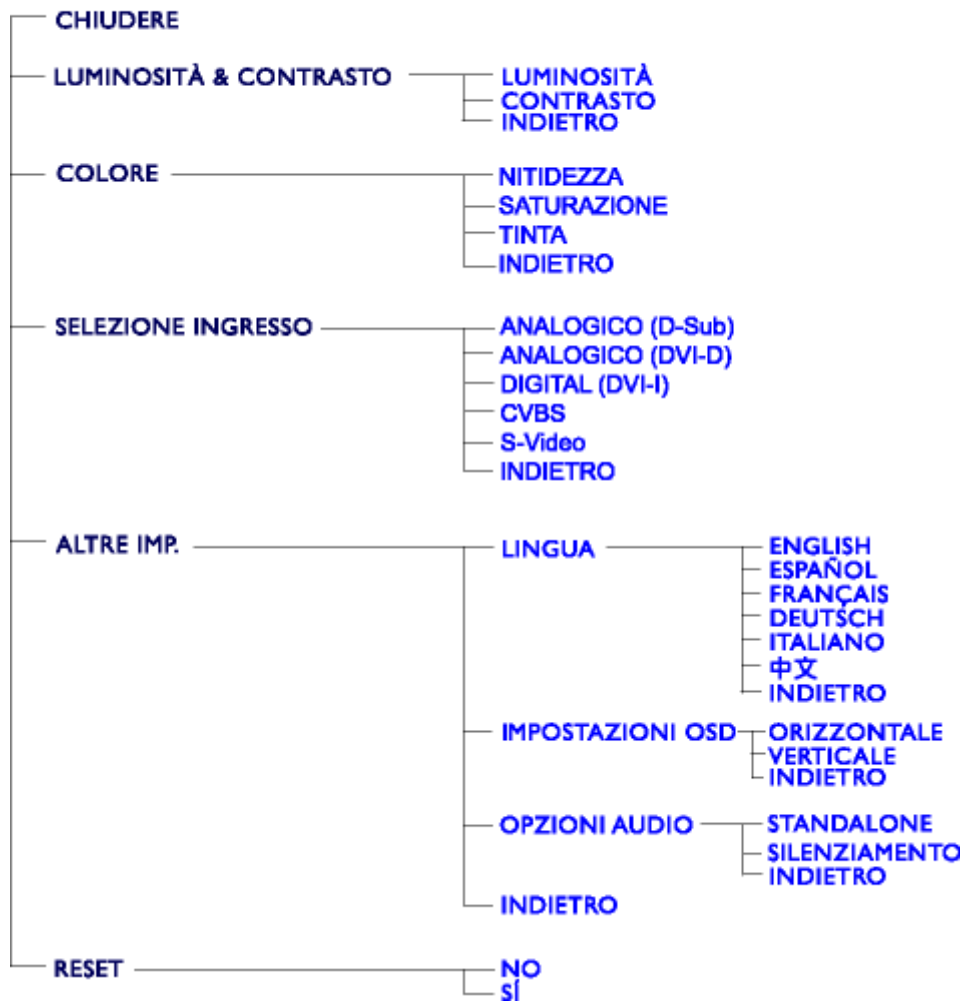 CHIUDERE
LUMINOSITÀ & CONTRASTO
LUMINOSITÀ
CONTRASTO
INDIETRO
COLORE
NITIDEZZA
SATURAZIONE
TINTA
INDIETRO
SELEZIONE INGRESSO
ANALOGICO (D-Sub)
ANALOGICO (DVI-D)
DIGITAL (DVI-I)
CVBS
S-Video
INDIETRO
ALTRE IMP.
LINGUA
ENGLISH
ESPAÑOL
FRANÇAIS
DEUTSCH
ITALIANO
中文
INDIETRO
IMPOSTAZIONI OSD
ORIZZONTALE
VERTICALE
INDIETRO
OPZIONI AUDIO
STANDALONE
SILENZIAMENTO
INDIETRO
INDIETRO
RESET
NO
SÍ